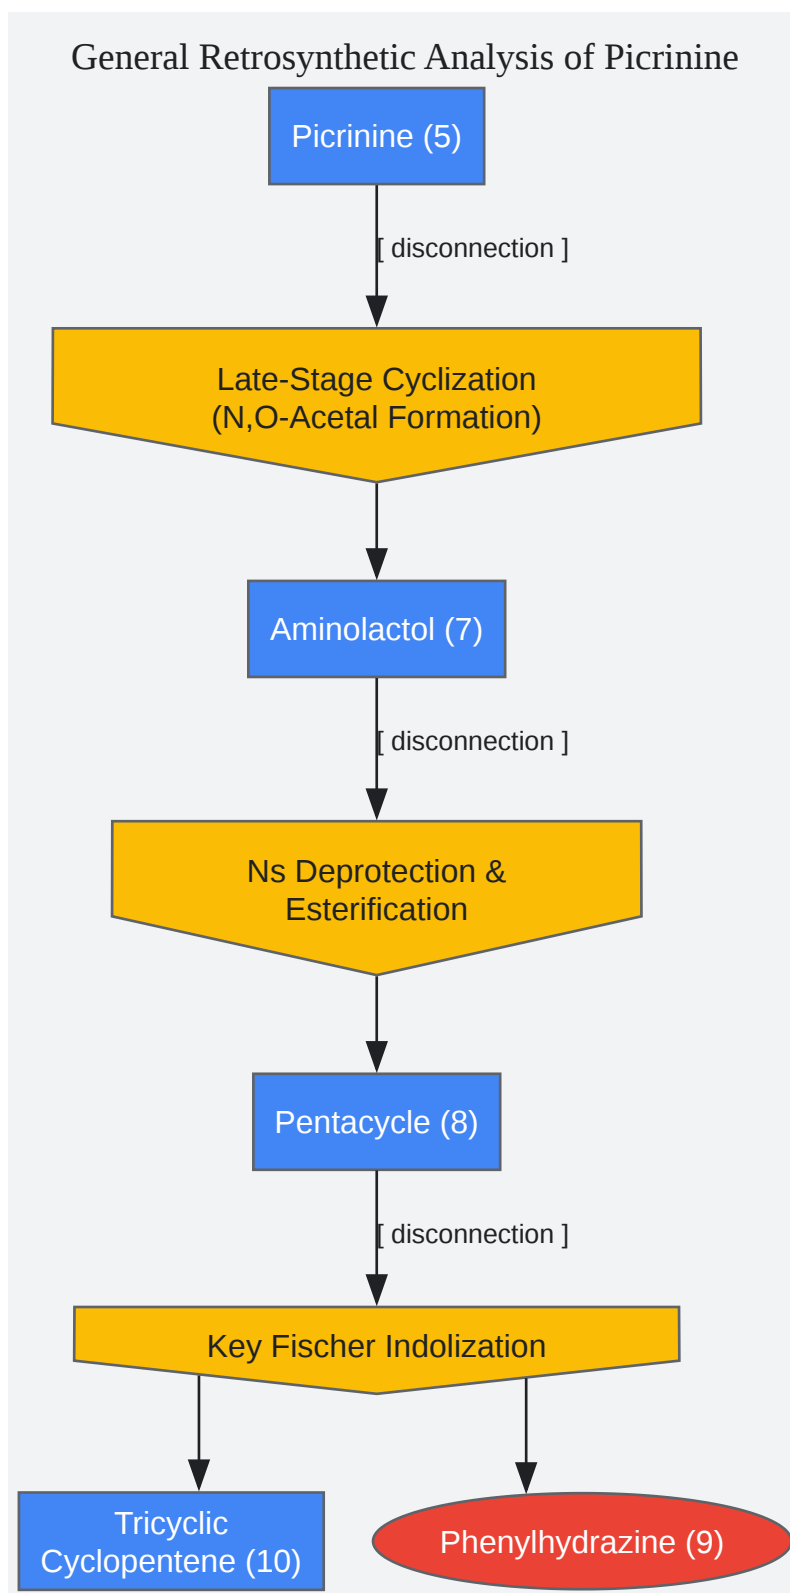 General Retrosynthetic Analysis of Picrinine
Picrinine (5)
[ disconnection ]
Late-Stage Cyclization
(N,O-Acetal Formation)
Aminolactol (7)
[ disconnection ]
Ns Deprotection &
Esterification
Pentacycle (8)
[ disconnection ]
Key Fischer Indolization
Tricyclic
Cyclopentene (10)
Phenylhydrazine (9)